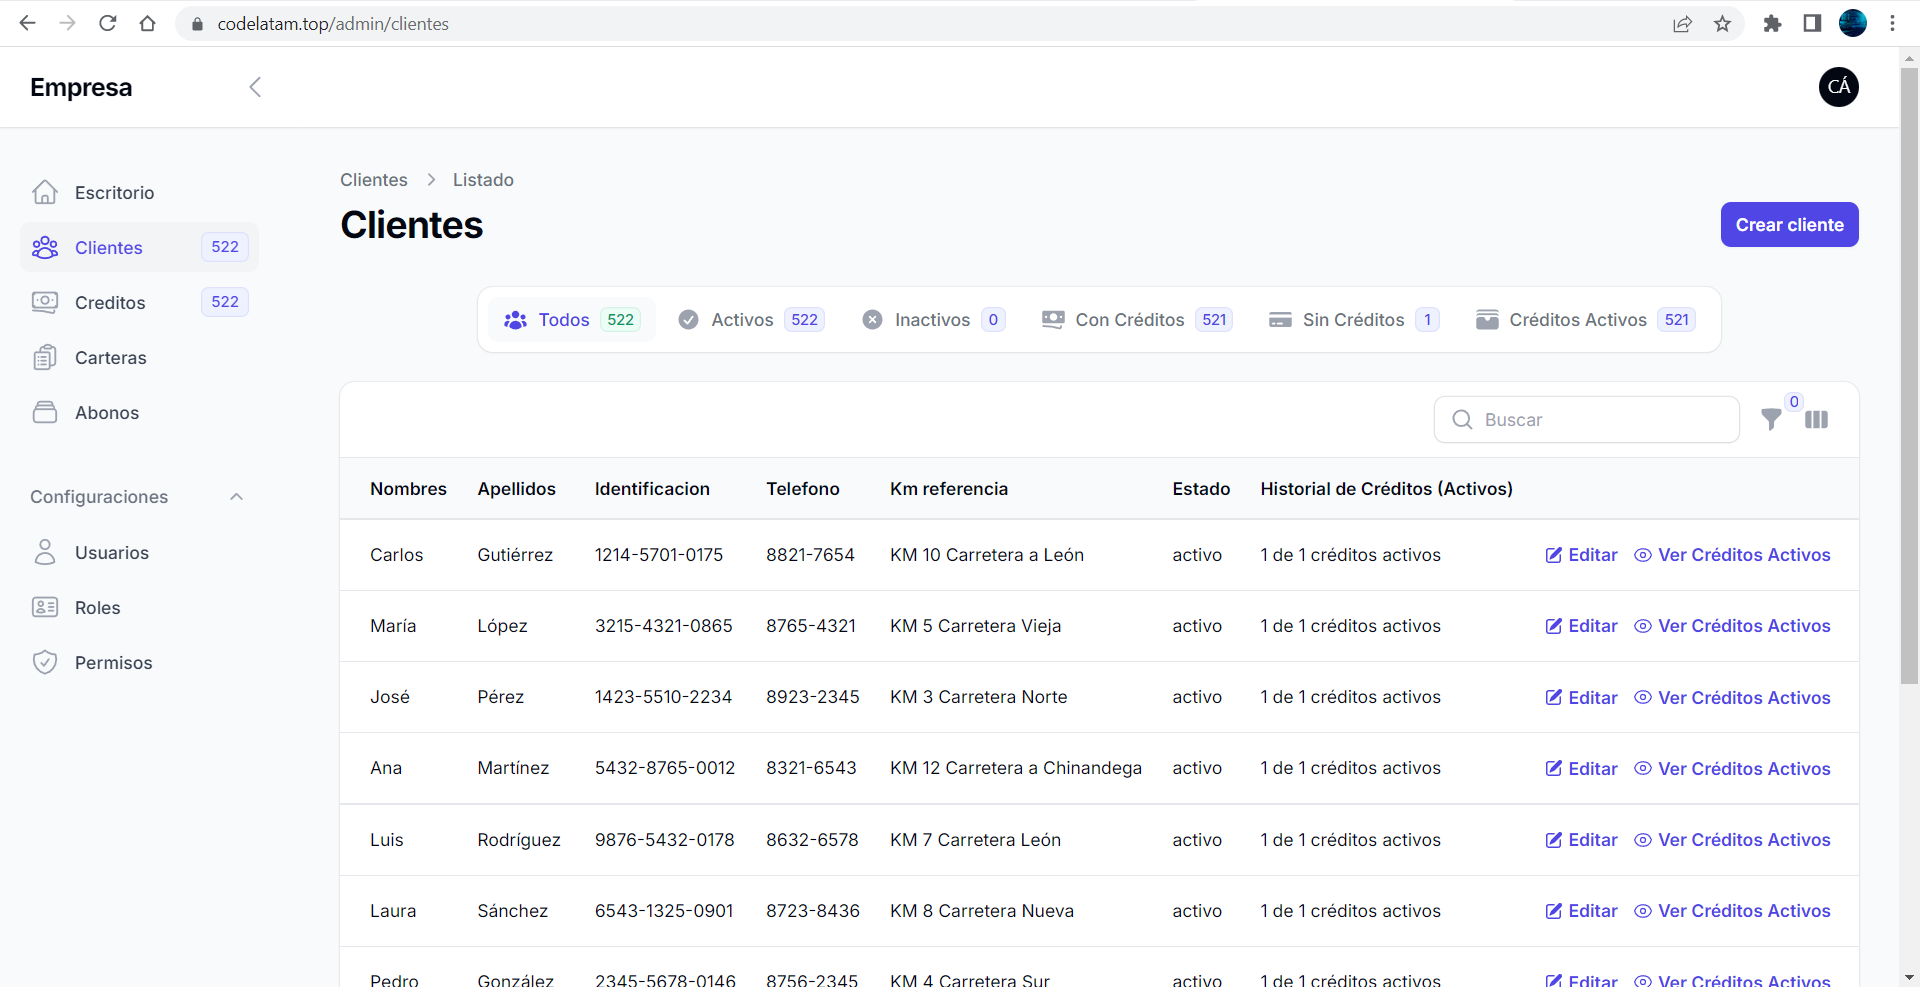 codelatam.top/admin/clientes
Empresa
CÁ
Escritorio
Clientes 522
Creditos 522
Carteras
Abonos
Configuraciones
Usuarios
Roles
Permisos
Clientes > Listado
Clientes
Crear cliente
Todos 522 Activos 522 Inactivos 0 Con Créditos 521 Sin Créditos 1 Créditos Activos 521
Buscar 0
Nombres Apellidos Identificacion Telefono Km referencia Estado Historial de Créditos (Activos)
Carlos Gutiérrez 1214-5701-0175 8821-7654 KM 10 Carretera a León activo 1 de 1 créditos activos Editar Ver Créditos Activos
María López 3215-4321-0865 8765-4321 KM 5 Carretera Vieja activo 1 de 1 créditos activos Editar Ver Créditos Activos
José Pérez 1423-5510-2234 8923-2345 KM 3 Carretera Norte activo 1 de 1 créditos activos Editar Ver Créditos Activos
Ana Martínez 5432-8765-0012 8321-6543 KM 12 Carretera a Chinandega activo 1 de 1 créditos activos Editar Ver Créditos Activos
Luis Rodríguez 9876-5432-0178 8632-6578 KM 7 Carretera León activo 1 de 1 créditos activos Editar Ver Créditos Activos
Laura Sánchez 6543-1325-0901 8723-8436 KM 8 Carretera Nueva activo 1 de 1 créditos activos Editar Ver Créditos Activos
Pedro González 2345-5678-0146 8756-2345 KM 4 Carretera Sur activo 1 de 1 créditos activos Editar Ver Créditos Activos